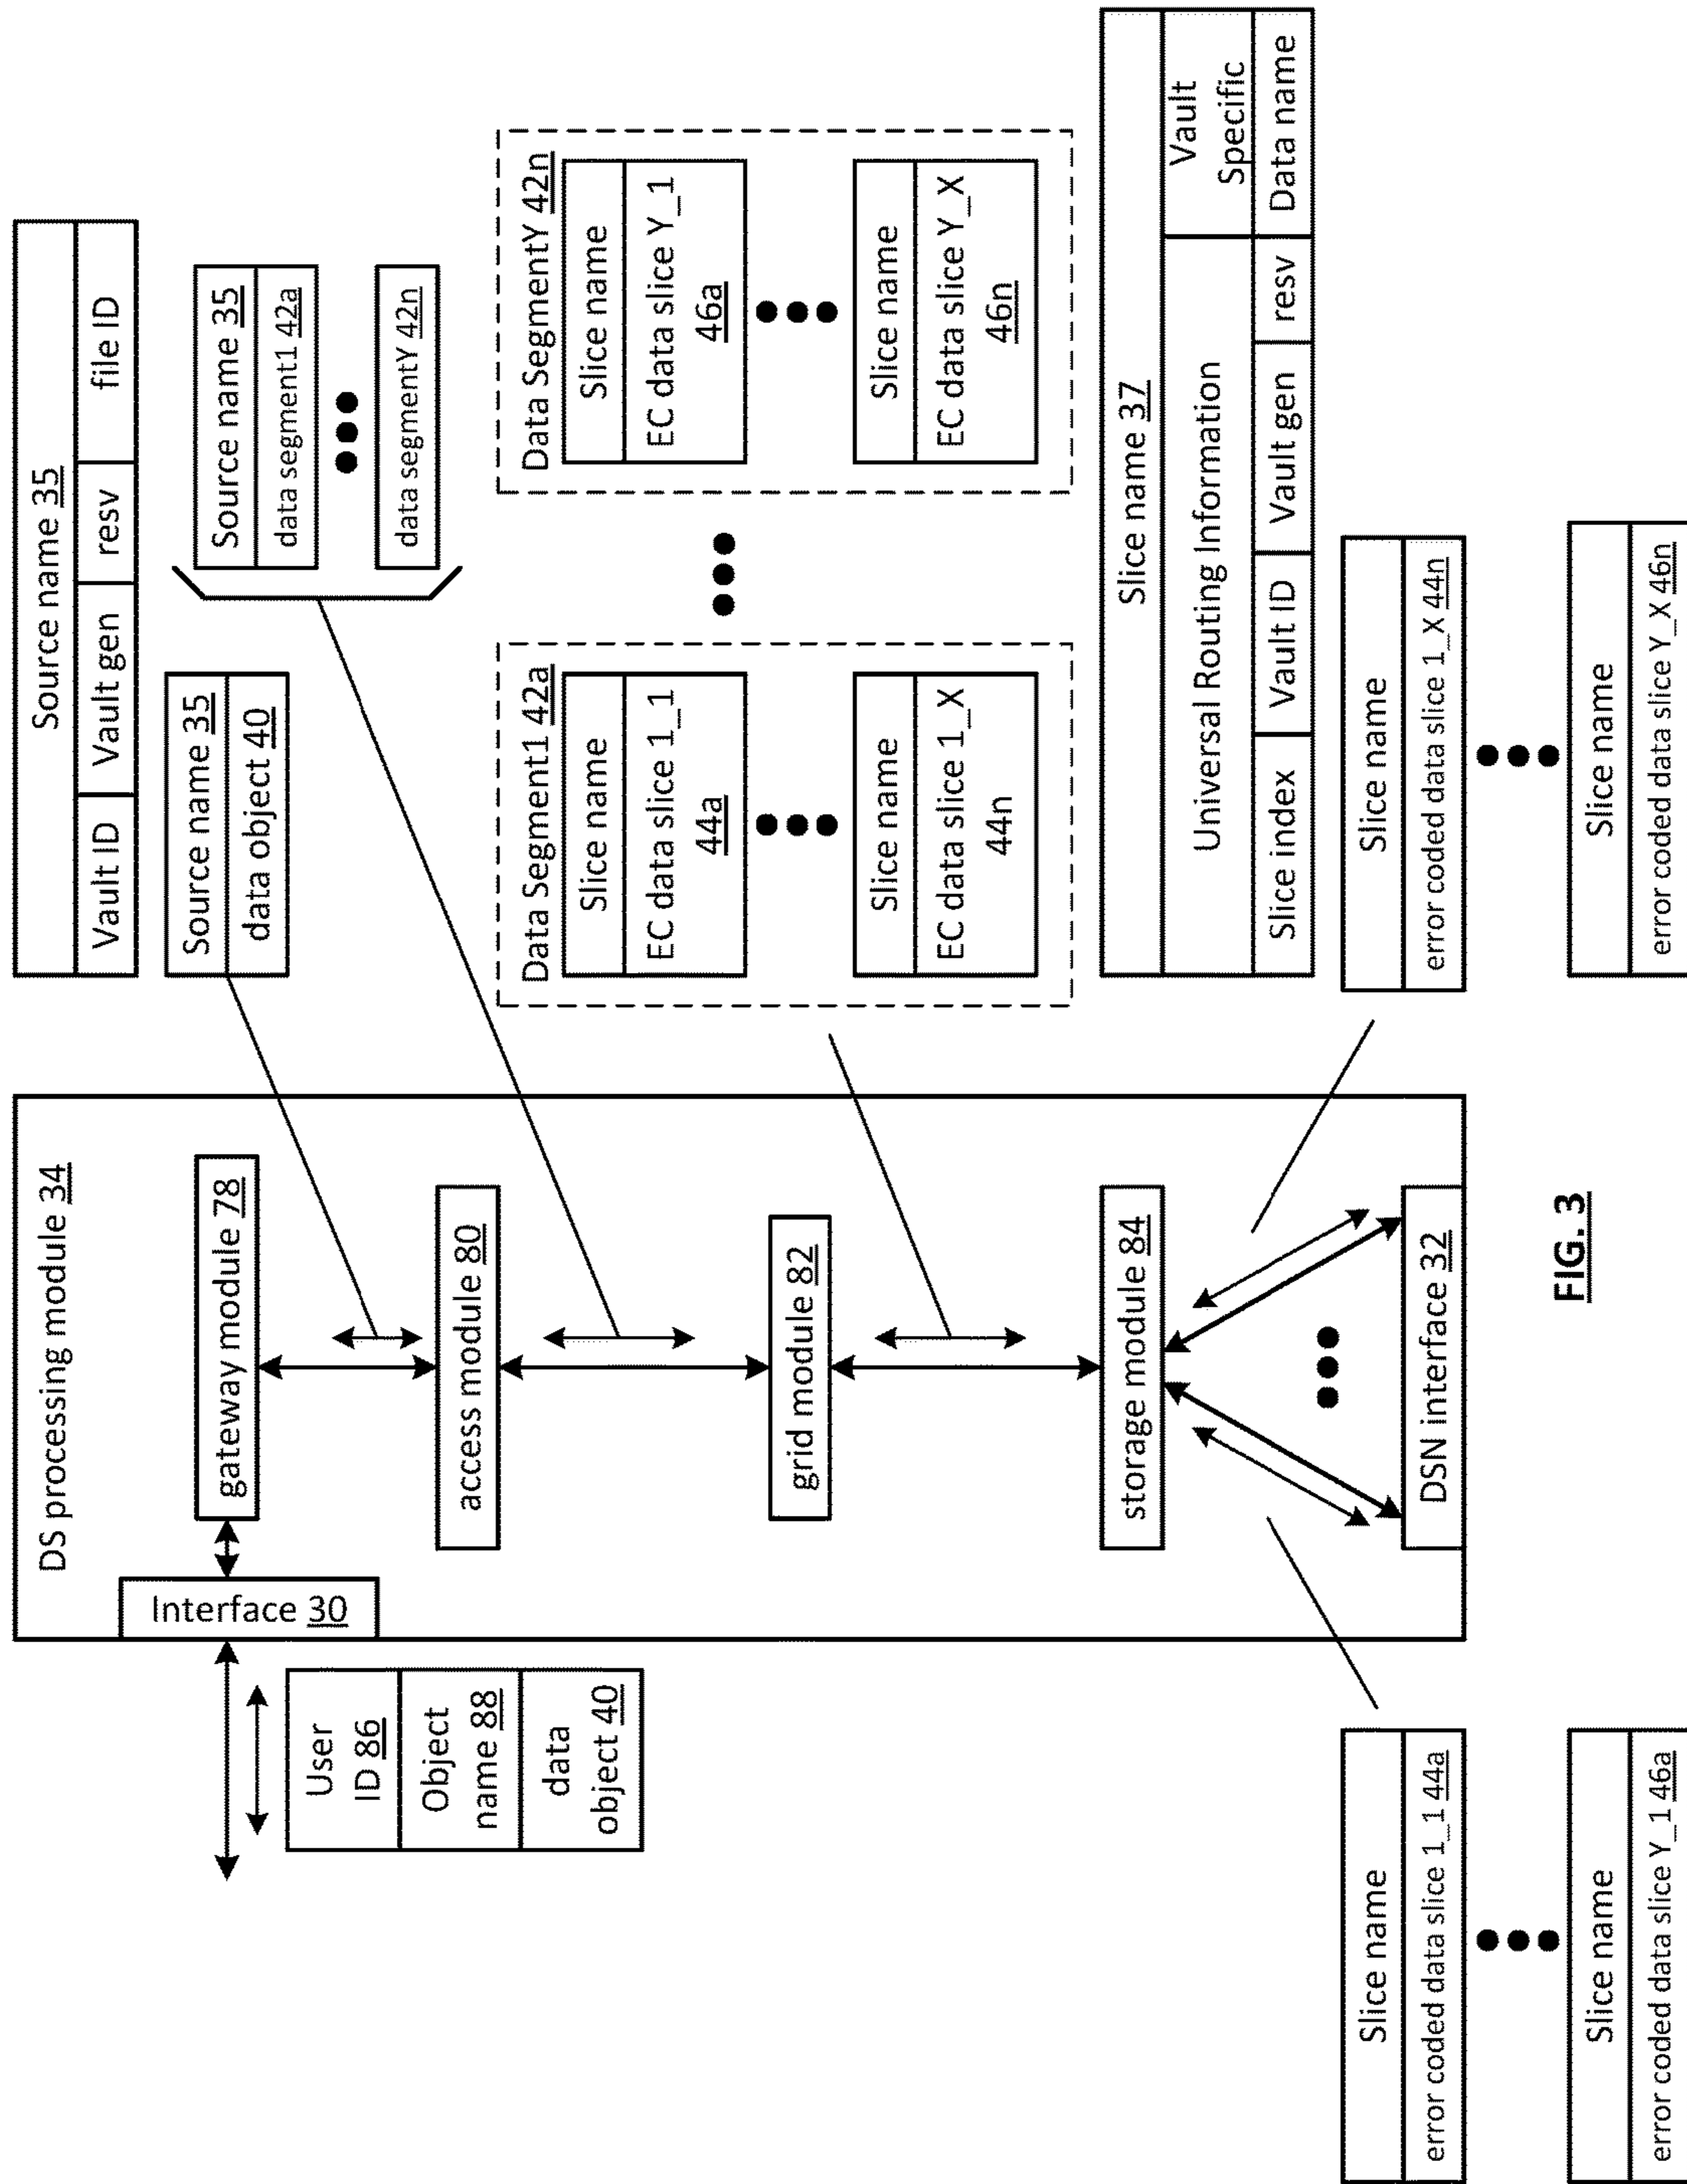 DS processing module 34
Interface 30
gateway module 78
access module 80
grid module 82
storage module 84
DSN interface 32
User
ID 86
Object
name 88
data
object 40
Source name 35
Vault ID
Vault gen
resv
file ID
Source name 35
data object 40
Source name 35
data segment1 42a
data segmentY 42n
Data Segment1 42a
Slice name
EC data slice 1_1
44a
Slice name
EC data slice 1_X
44n
Data SegmentY 42n
Slice name
EC data slice Y_1
46a
Slice name
EC data slice Y_X
46n
Slice name 37
Universal Routing Information
Vault
Specific
Slice index
Vault ID
Vault gen
resv
Data name
Slice name
error coded data slice 1_1 44a
Slice name
error coded data slice Y_1 46a
Slice name
error coded data slice 1_X 44n
Slice name
error coded data slice Y_X 46n
FIG. 3